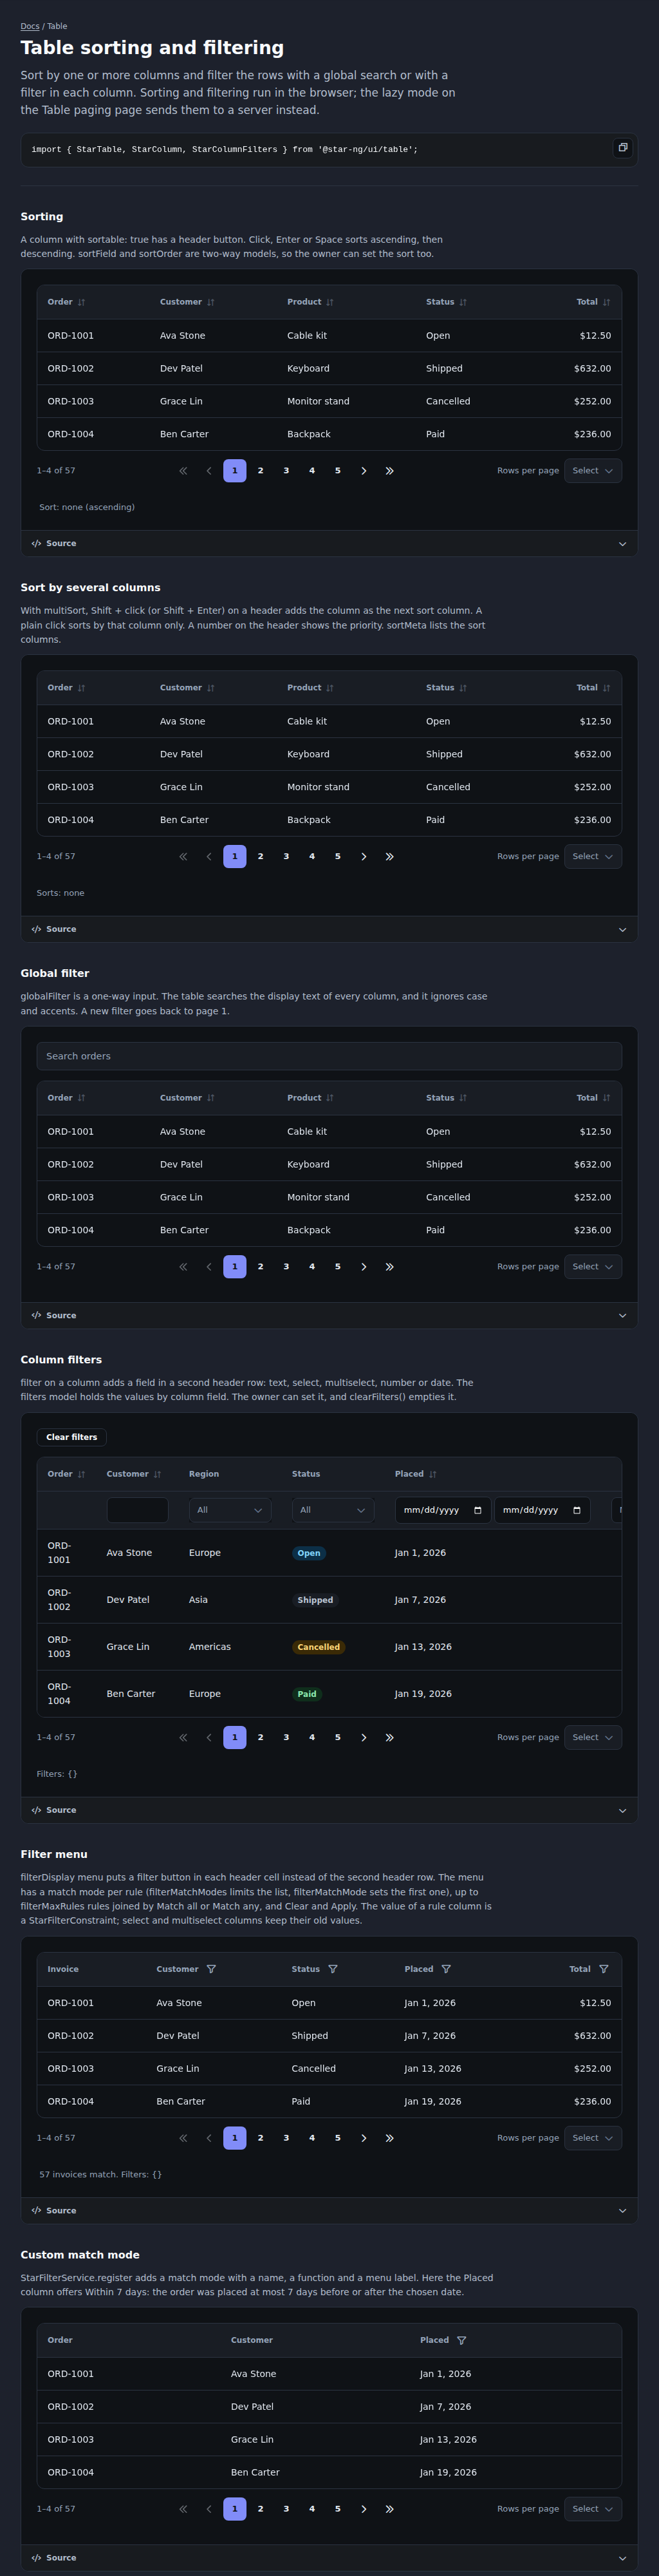 Docs / Table
Table sorting and filtering
Sort by one or more columns and filter the rows with a global search or with a
filter in each column. Sorting and filtering run in the browser; the lazy mode on
the Table paging page sends them to a server instead.
import { StarTable, StarColumn, StarColumnFilters } from '@star-ng/ui/table';
Sorting
A column with sortable: true has a header button. Click, Enter or Space sorts ascending, then
descending. sortField and sortOrder are two-way models, so the owner can set the sort too.
Order Customer Product Status Total
ORD-1001 Ava Stone Cable kit Open $12.50
ORD-1002 Dev Patel Keyboard Shipped $632.00
ORD-1003 Grace Lin Monitor stand Cancelled $252.00
ORD-1004 Ben Carter Backpack Paid $236.00
1–4 of 57 1 2 3 4 5 Rows per page Select
Sort: none (ascending)
Source
Sort by several columns
With multiSort, Shift + click (or Shift + Enter) on a header adds the column as the next sort column. A
plain click sorts by that column only. A number on the header shows the priority. sortMeta lists the sort
columns.
Order Customer Product Status Total
ORD-1001 Ava Stone Cable kit Open $12.50
ORD-1002 Dev Patel Keyboard Shipped $632.00
ORD-1003 Grace Lin Monitor stand Cancelled $252.00
ORD-1004 Ben Carter Backpack Paid $236.00
1–4 of 57 1 2 3 4 5 Rows per page Select
Sorts: none
Source
Global filter
globalFilter is a one-way input. The table searches the display text of every column, and it ignores case
and accents. A new filter goes back to page 1.
Search orders
Order Customer Product Status Total
ORD-1001 Ava Stone Cable kit Open $12.50
ORD-1002 Dev Patel Keyboard Shipped $632.00
ORD-1003 Grace Lin Monitor stand Cancelled $252.00
ORD-1004 Ben Carter Backpack Paid $236.00
1–4 of 57 1 2 3 4 5 Rows per page Select
Source
Column filters
filter on a column adds a field in a second header row: text, select, multiselect, number or date. The
filters model holds the values by column field. The owner can set it, and clearFilters() empties it.
Clear filters
Order Customer Region Status Placed
All All mm/dd/yyyy mm/dd/yyyy
ORD-
1001 Ava Stone Europe Open Jan 1, 2026
ORD-
1002 Dev Patel Asia Shipped Jan 7, 2026
ORD-
1003 Grace Lin Americas Cancelled Jan 13, 2026
ORD-
1004 Ben Carter Europe Paid Jan 19, 2026
1–4 of 57 1 2 3 4 5 Rows per page Select
Filters: {}
Source
Filter menu
filterDisplay menu puts a filter button in each header cell instead of the second header row. The menu
has a match mode per rule (filterMatchModes limits the list, filterMatchMode sets the first one), up to
filterMaxRules rules joined by Match all or Match any, and Clear and Apply. The value of a rule column is
a StarFilterConstraint; select and multiselect columns keep their old values.
Invoice Customer Status Placed Total
ORD-1001 Ava Stone Open Jan 1, 2026 $12.50
ORD-1002 Dev Patel Shipped Jan 7, 2026 $632.00
ORD-1003 Grace Lin Cancelled Jan 13, 2026 $252.00
ORD-1004 Ben Carter Paid Jan 19, 2026 $236.00
1–4 of 57 1 2 3 4 5 Rows per page Select
57 invoices match. Filters: {}
Source
Custom match mode
StarFilterService.register adds a match mode with a name, a function and a menu label. Here the Placed
column offers Within 7 days: the order was placed at most 7 days before or after the chosen date.
Order Customer Placed
ORD-1001 Ava Stone Jan 1, 2026
ORD-1002 Dev Patel Jan 7, 2026
ORD-1003 Grace Lin Jan 13, 2026
ORD-1004 Ben Carter Jan 19, 2026
1–4 of 57 1 2 3 4 5 Rows per page Select
Source